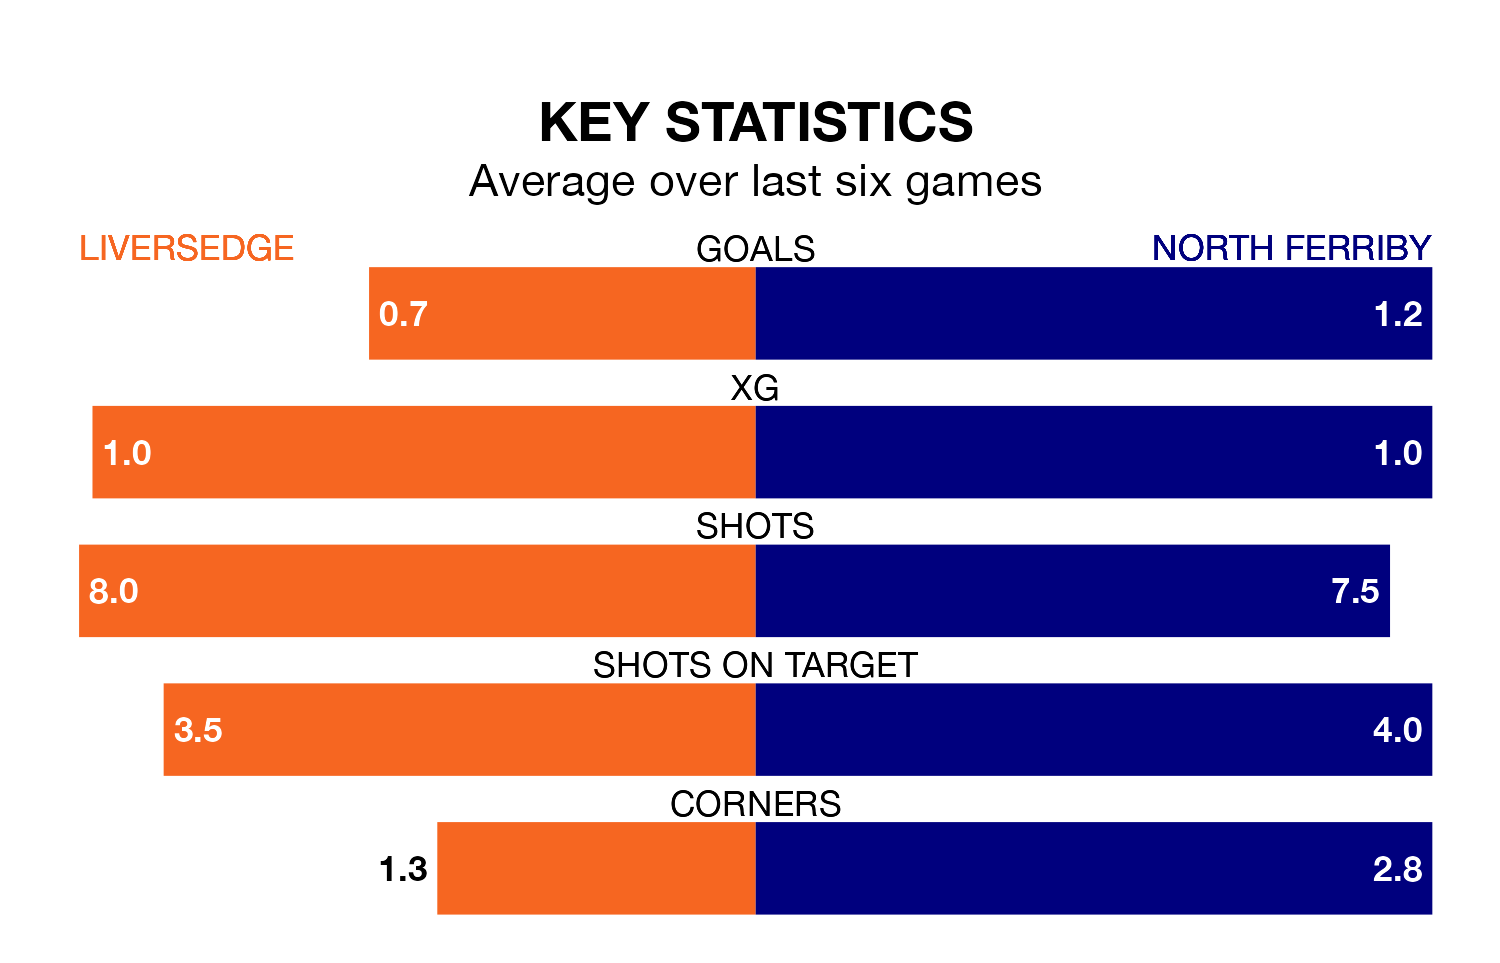 KEY STATISTICS
Average over last six games
LIVERSEDGE GOALS NORTH FERRIBY
0.7 1.2
XG
1.0 1.0
SHOTS
8.0 7.5
SHOTS ON TARGET
3.5 4.0
CORNERS
1.3 2.8